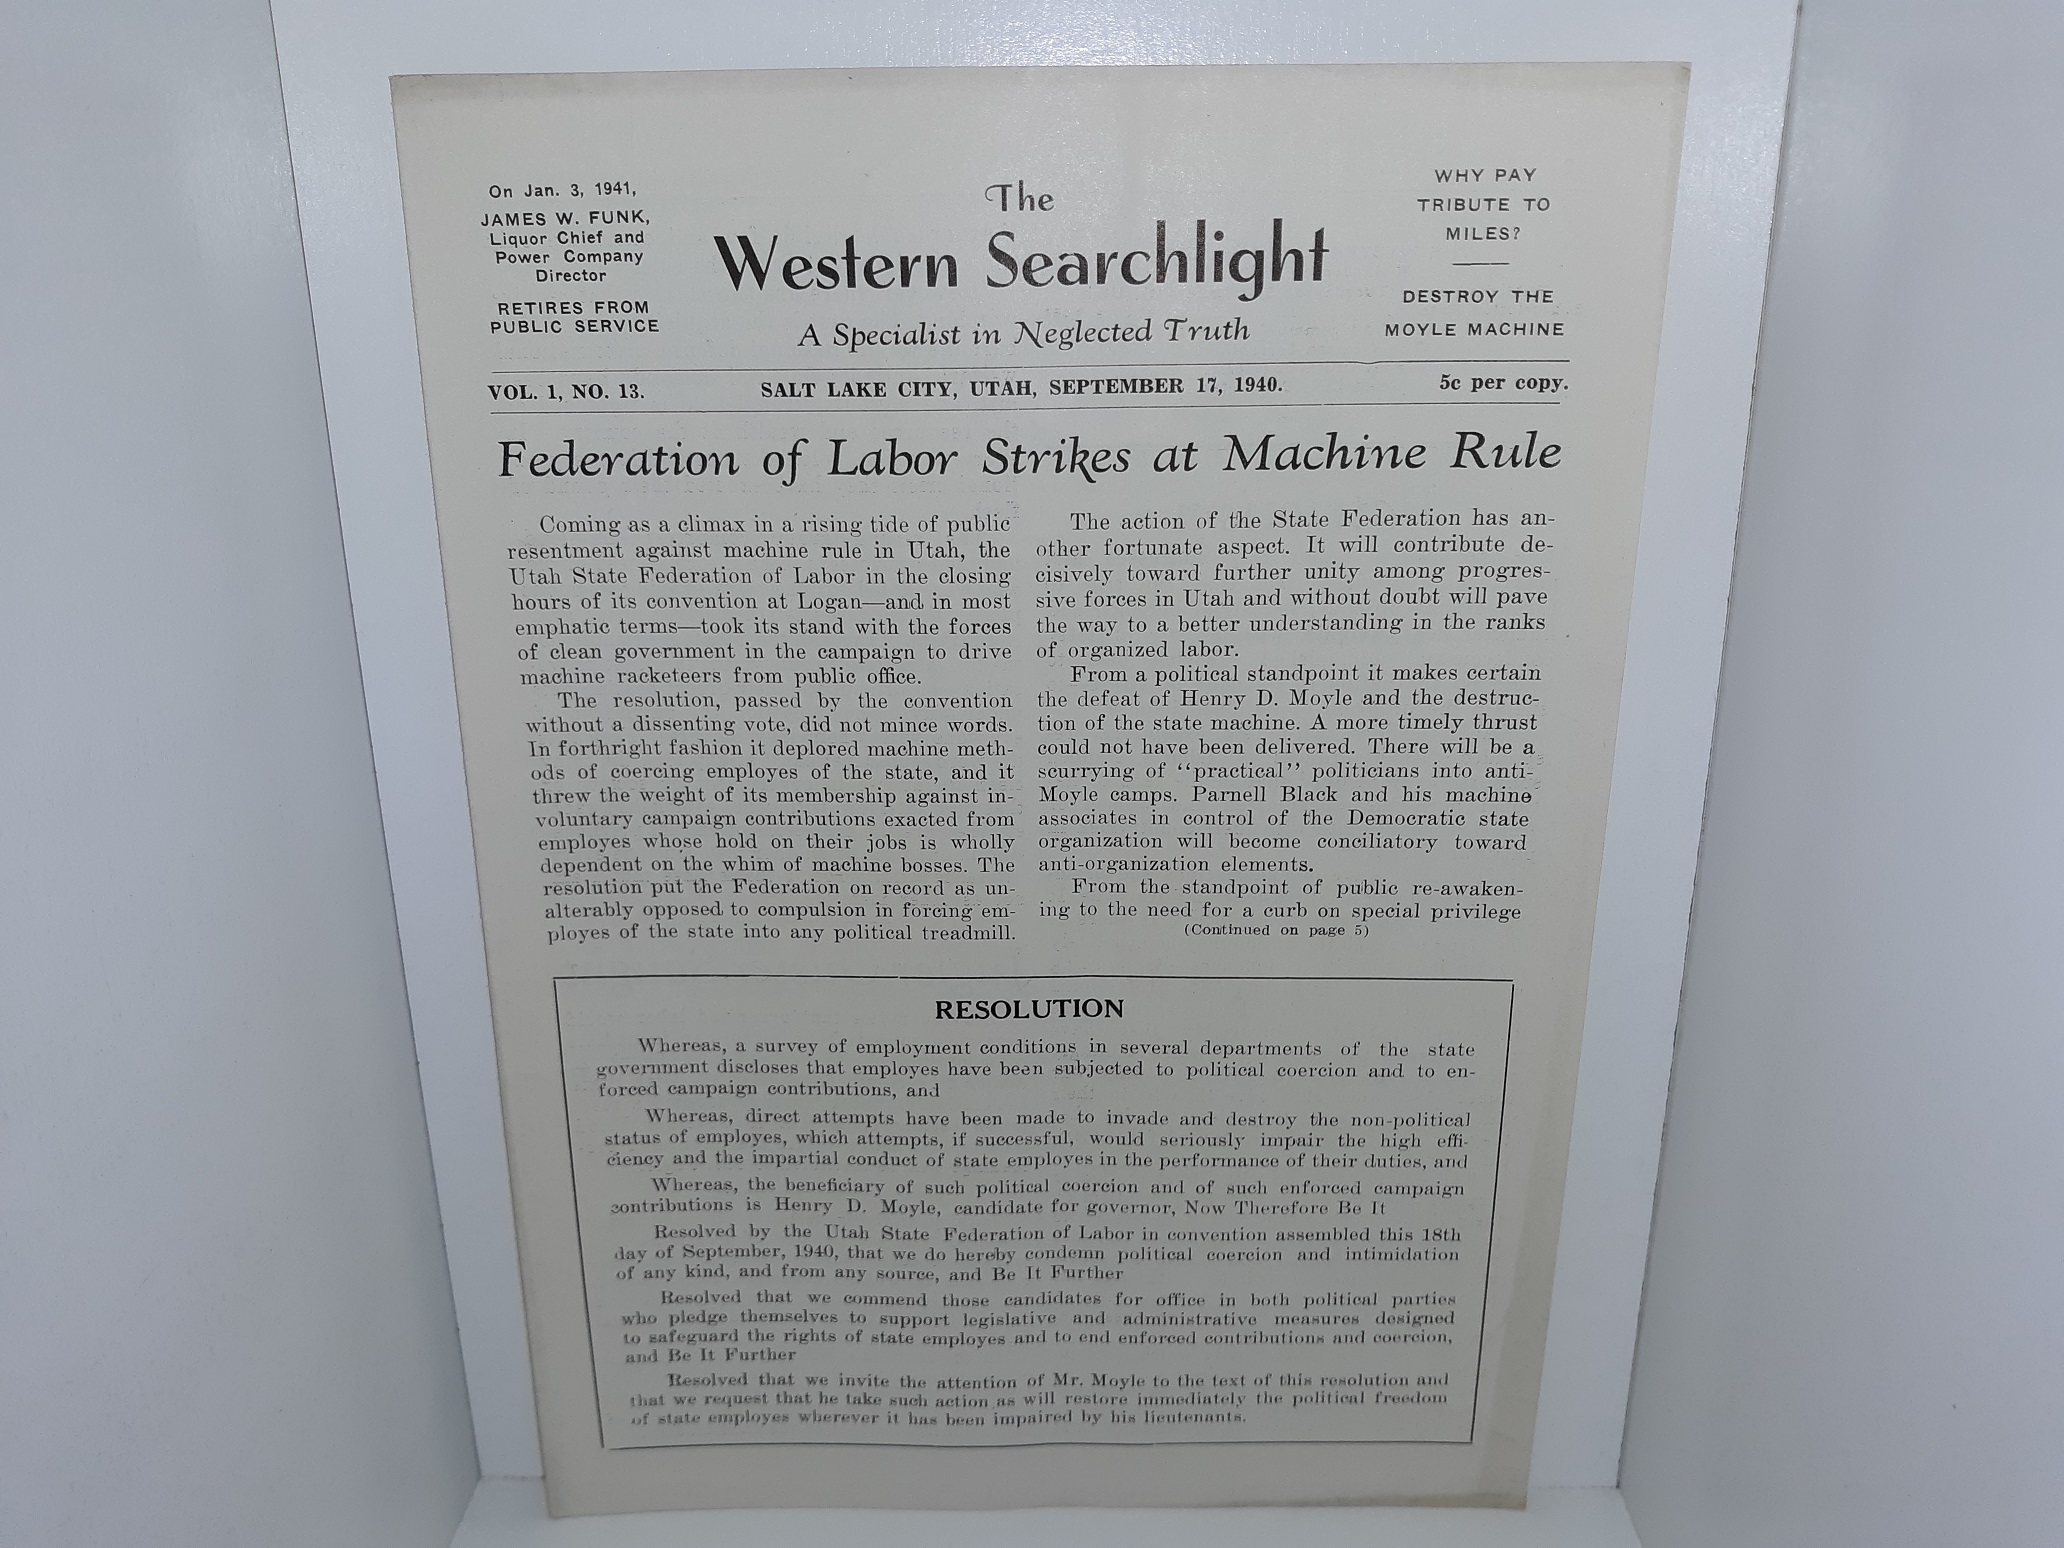 On Jan. 3, 1941,
JAMES W. FUNK,
Liquor Chief and
Power Company
Director
RETIRES FROM
PUBLIC SERVICE
The
Western Searchlight
A Specialist in Neglected Truth
WHY PAY
TRIBUTE TO
MILES?
DESTROY THE
MOYLE MACHINE
VOL. 1, NO. 13.
SALT LAKE CITY, UTAH, SEPTEMBER 17, 1940.
5c per copy.
Federation of Labor Strikes at Machine Rule
Coming as a climax in a rising tide of public
resentment against machine rule in Utah, the
Utah State Federation of Labor in the closing
hours of its convention at Logan—and in most
emphatic terms—took its stand with the forces
of clean government in the campaign to drive
machine racketeers from public office.
The resolution, passed by the convention
without a dissenting vote, did not mince words.
In forthright fashion it deplored machine meth-
ods of coercing employes of the state, and it
threw the weight of its membership against in-
voluntary campaign contributions exacted from
employes whose hold on their jobs is wholly
dependent on the whim of machine bosses. The
resolution put the Federation on record as un-
alterably opposed to compulsion in forcing em-
ployes of the state into any political treadmill.
The action of the State Federation has an-
other fortunate aspect. It will contribute de-
cisively toward further unity among progres-
sive forces in Utah and without doubt will pave
the way to a better understanding in the ranks
of organized labor.
From a political standpoint it makes certain
the defeat of Henry D. Moyle and the destruc-
tion of the state machine. A more timely thrust
could not have been delivered. There will be a
scurrying of “practical” politicians into anti-
Moyle camps. Parnell Black and his machine
associates in control of the Democratic state
organization will become conciliatory toward
anti-organization elements.
From the standpoint of public re-awaken-
ing to the need for a curb on special privilege
(Continued on page 5)
RESOLUTION
Whereas, a survey of employment conditions in several departments of the state
government discloses that employes have been subjected to political coercion and to en-
forced campaign contributions, and
Whereas, direct attempts have been made to invade and destroy the non-political
status of employes, which attempts, if successful, would seriously impair the high effi-
ciency and the impartial conduct of state employes in the performance of their duties, and
Whereas, the beneficiary of such political coercion and of such enforced campaign
contributions is Henry D. Moyle, candidate for governor, Now Therefore Be It
Resolved by the Utah State Federation of Labor in convention assembled this 18th
day of September, 1940, that we do hereby condemn political coercion and intimidation
of any kind, and from any source, and Be It Further
Resolved that we commend those candidates for office in both political parties
who pledge themselves to support legislative and administrative measures designed
to safeguard the rights of state employes and to end enforced contributions and coercion,
and Be It Further
Resolved that we invite the attention of Mr. Moyle to the text of this resolution and
that we request that he take such action as will restore immediately the political freedom
of state employes wherever it has been impaired by his lieutenants.